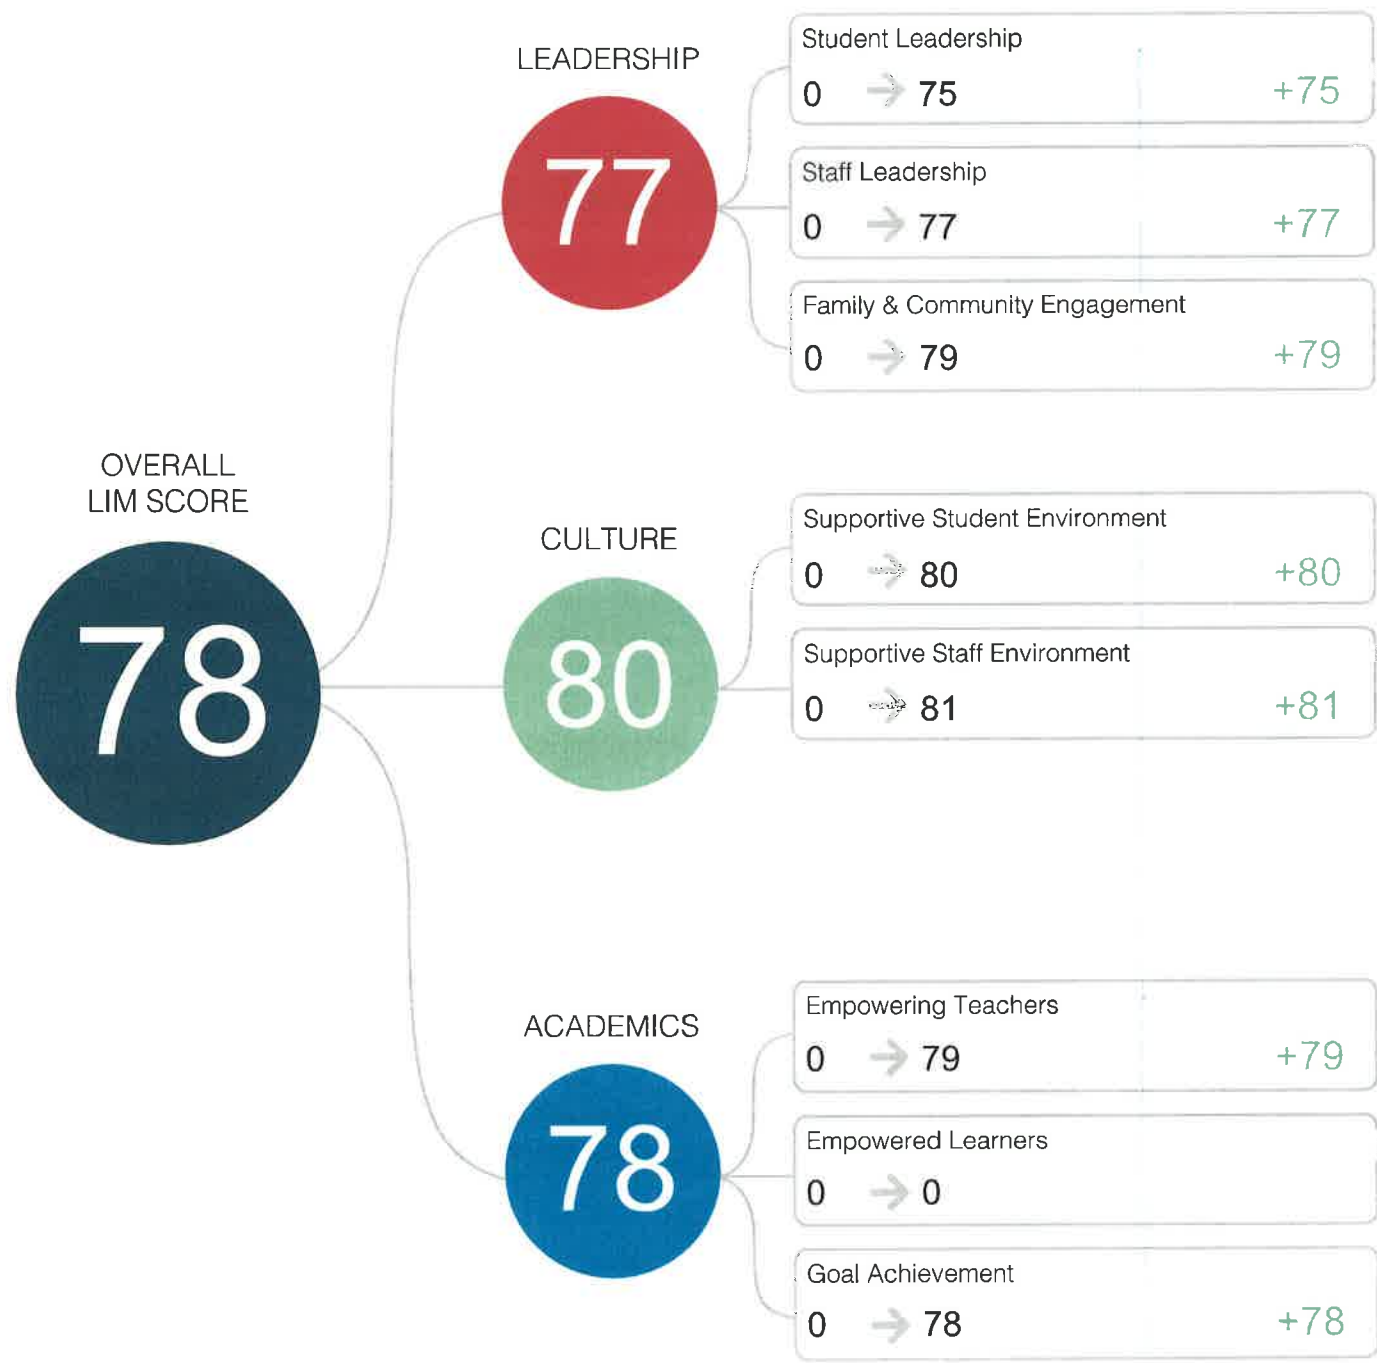 OVERALL
LIM SCORE
78
LEADERSHIP
77
Student Leadership
0 → 75 +75
Staff Leadership
0 → 77 +77
Family & Community Engagement
0 → 79 +79
CULTURE
80
Supportive Student Environment
0 → 80 +80
Supportive Staff Environment
0 → 81 +81
ACADEMICS
78
Empowering Teachers
0 → 79 +79
Empowered Learners
0 → 0
Goal Achievement
0 → 78 +78